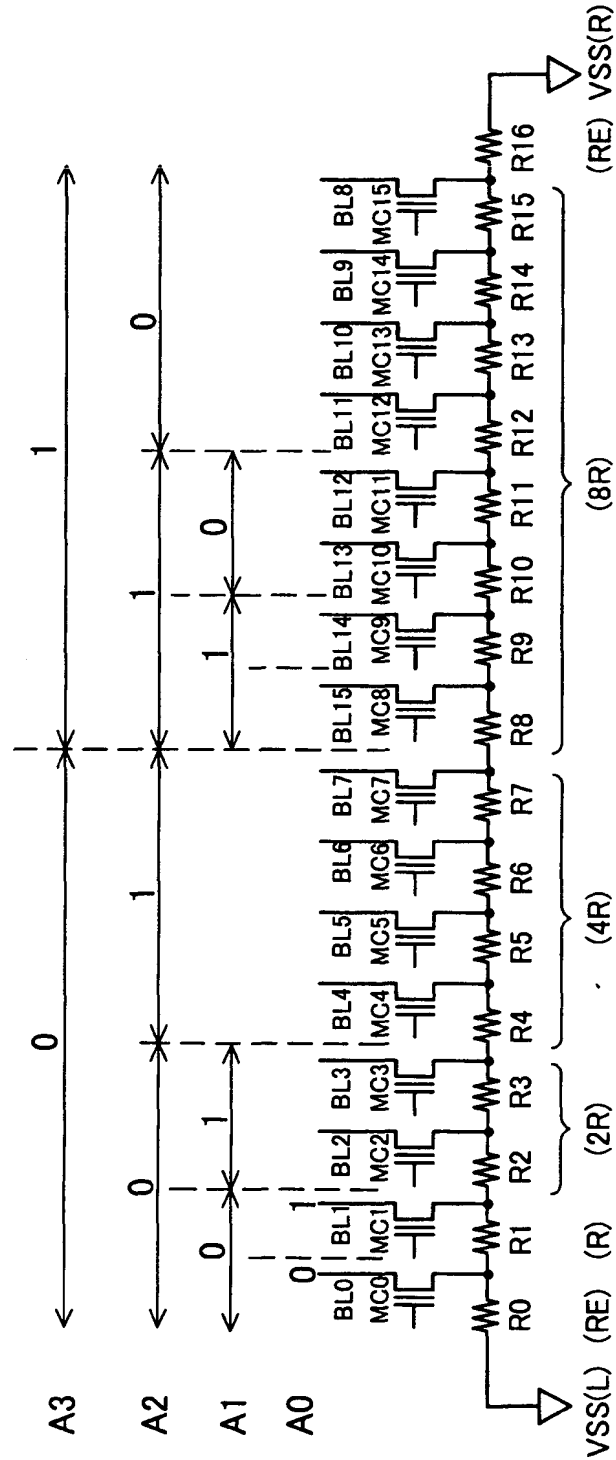 A3 0 1
A2 0 1 1 0
A1 0 1 1 0
A0 0 1
BL0 BL1 BL2 BL3 BL4 BL5 BL6 BL7 BL15 BL14 BL13 BL12 BL11 BL10 BL9 BL8
MC0 MC1 MC2 MC3 MC4 MC5 MC6 MC7 MC8 MC9 MC10 MC11 MC12 MC13 MC14 MC15
R0 R1 R2 R3 R4 R5 R6 R7 R8 R9 R10 R11 R12 R13 R14 R15 R16
VSS(L) (RE) (R) (2R) (4R) (8R) (RE) VSS(R)